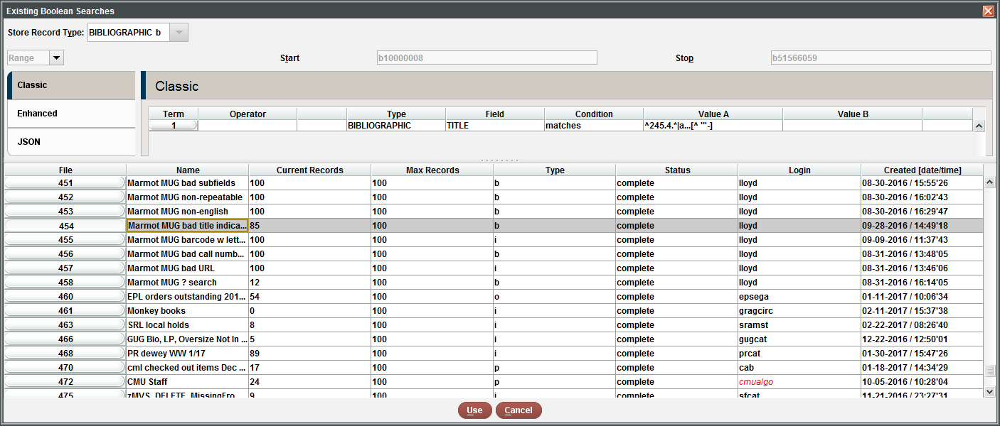 Existing Boolean Searches
Store Record Type: BIBLIOGRAPHIC b
Range Start b10000008 Stop b51566059
Classic
Enhanced
JSON
Classic
Term Operator Type Field Condition Value A Value B
1 BIBLIOGRAPHIC TITLE matches ^245.4.*|a...[^ '"-]
File Name Current Records Max Records Type Status Login Created [date/time]
451 Marmot MUG bad subfields 100 100 b complete lloyd 08-30-2016 / 15:55'26
452 Marmot MUG non-repeatable 100 100 b complete lloyd 08-30-2016 / 16:02'43
453 Marmot MUG non-english 100 100 b complete lloyd 08-30-2016 / 16:29'47
454 Marmot MUG bad title indica... 85 100 b complete lloyd 09-28-2016 / 14:49'18
455 Marmot MUG barcode w lett... 100 100 i complete lloyd 09-09-2016 / 11:37'43
456 Marmot MUG bad call numb... 100 100 b complete lloyd 08-31-2016 / 13:48'05
457 Marmot MUG bad URL 100 100 i complete lloyd 08-31-2016 / 13:46'06
458 Marmot MUG ? search 12 100 b complete lloyd 08-31-2016 / 16:14'05
460 EPL orders outstanding 201... 54 100 o complete epsega 01-11-2017 / 10:06'34
461 Monkey books 0 100 i complete gragcirc 02-11-2017 / 15:37'38
463 SRL local holds 8 100 i complete sramst 02-22-2017 / 08:26'40
466 GUG Bio, LP, Oversize Not In ... 5 100 i complete gugcat 12-22-2016 / 12:50'01
468 PR dewey WW 1/17 89 100 i complete prcat 01-30-2017 / 15:47'26
470 cml checked out items Dec ... 17 100 p complete cab 01-18-2017 / 14:34'29
472 CMU Staff 24 100 p complete cmualgo 10-05-2016 / 10:28'04
475 zMVS_DELETE_MissingFro... 9 100 i complete sfcat 11-21-2016 / 23:27'31
Use Cancel